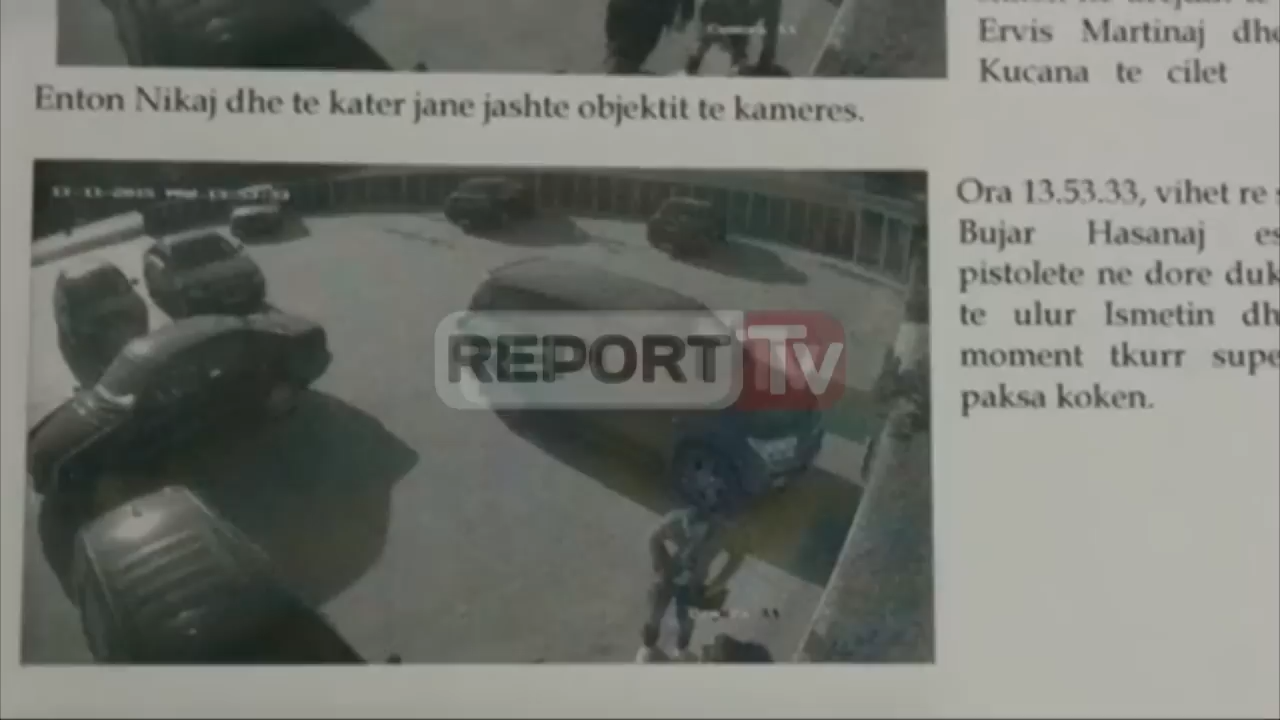 Ervis Martinaj dhe
Kucana te cilet
Enton Nikaj dhe te kater jane jashte objektit te kameres.
Ora 13.53.33, vihet re
Bujar Hasanaj es
pistolete ne dore duk
te ulur Ismetin dh
moment tkurr supe
paksa koken.
REPORT Tv